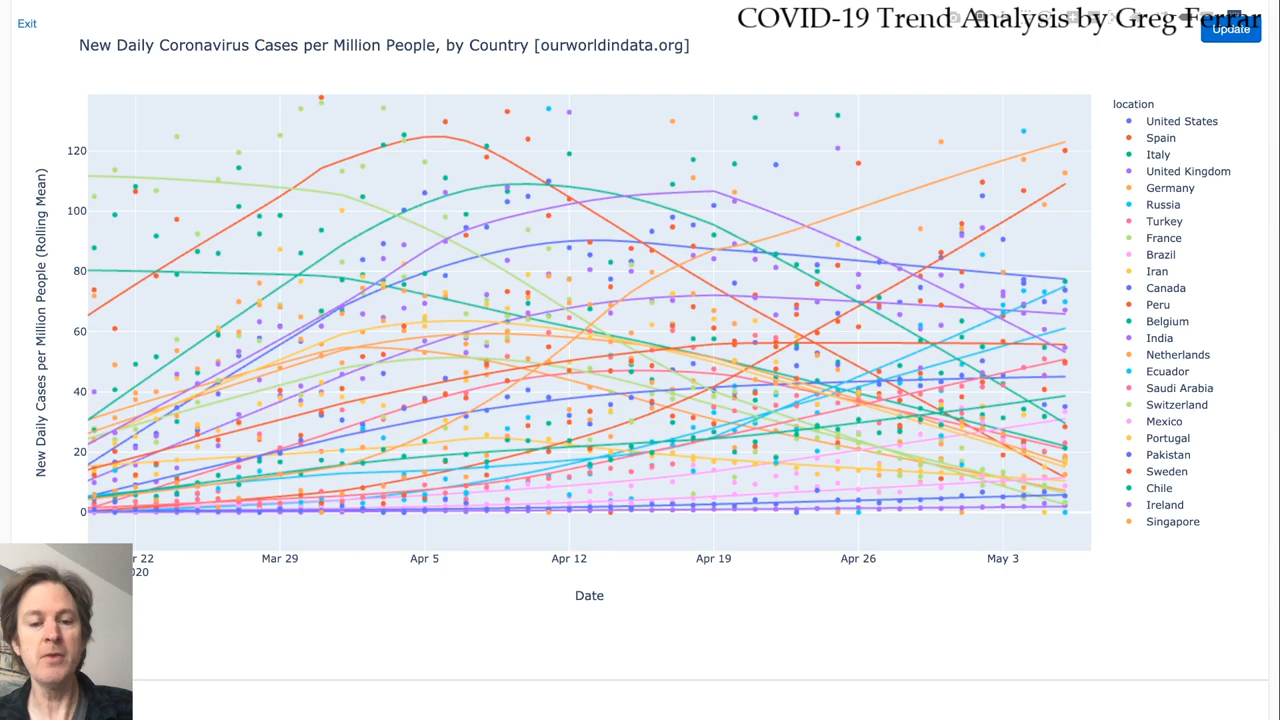 COVID-19 Trend Analysis by Greg Ferrar
Exit
Update
New Daily Coronavirus Cases per Million People, by Country [ourworldindata.org]
New Daily Cases per Million People (Rolling Mean)
120
100
80
60
40
20
0
r 22
020
Mar 29
Apr 5
Apr 12
Apr 19
Apr 26
May 3
Date
location
United States
Spain
Italy
United Kingdom
Germany
Russia
Turkey
France
Brazil
Iran
Canada
Peru
Belgium
India
Netherlands
Ecuador
Saudi Arabia
Switzerland
Mexico
Portugal
Pakistan
Sweden
Chile
Ireland
Singapore